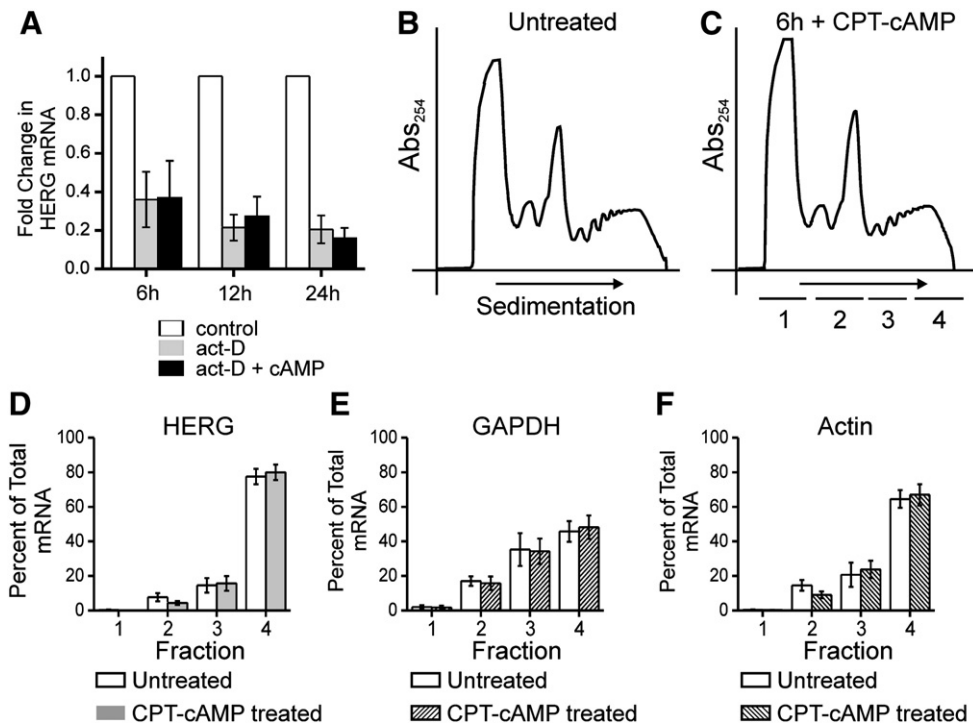 A
Fold Change in
HERG mRNA
1.0
0.8
0.6
0.4
0.2
0.0
6h
12h
24h
control
act-D
act-D + cAMP
B
Untreated
Abs254
Sedimentation
C
6h + CPT-cAMP
Abs254
1
2
3
4
D
HERG
Percent of Total
mRNA
100
80
60
40
20
0
1
2
3
4
Fraction
Untreated
CPT-cAMP treated
E
GAPDH
Percent of Total
mRNA
100
80
60
40
20
0
1
2
3
4
Fraction
Untreated
CPT-cAMP treated
F
Actin
Percent of Total
mRNA
100
80
60
40
20
0
1
2
3
4
Fraction
Untreated
CPT-cAMP treated